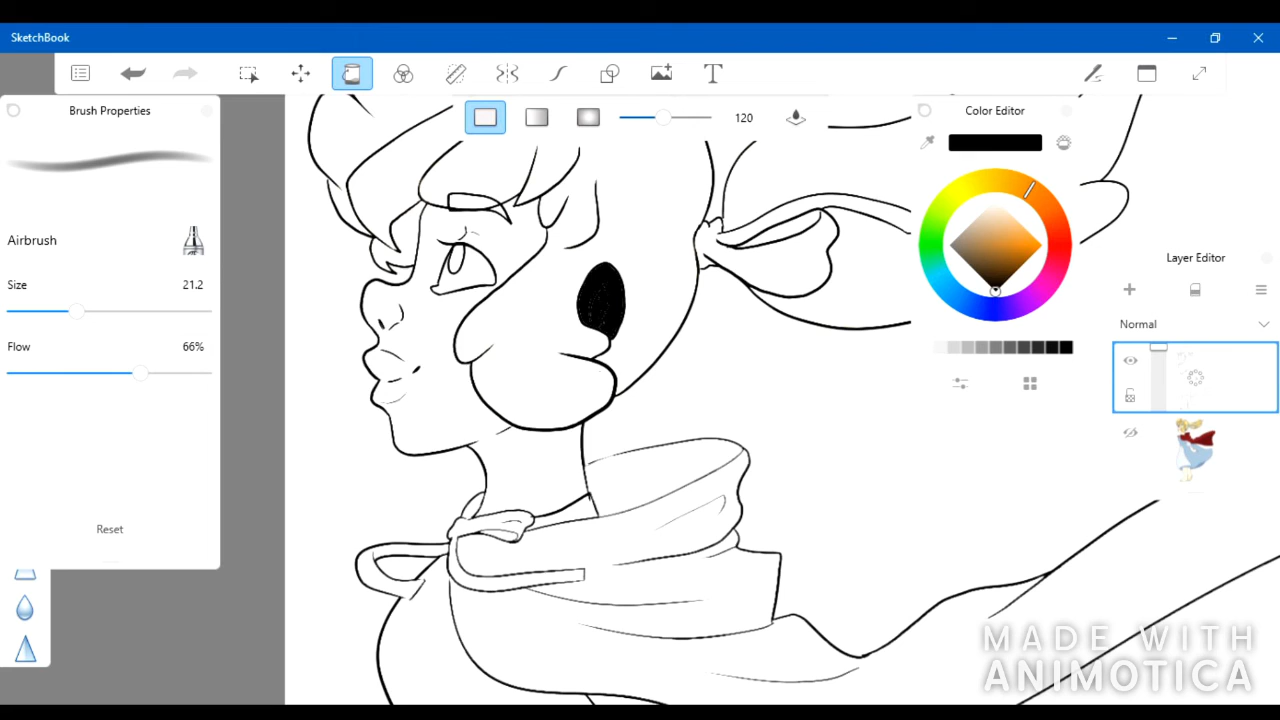 SketchBook
Brush Properties
120
Color Editor
Airbrush
Size 21.2
Flow 66%
Reset
Layer Editor
Normal
MADE WITH
ANIMOTICA